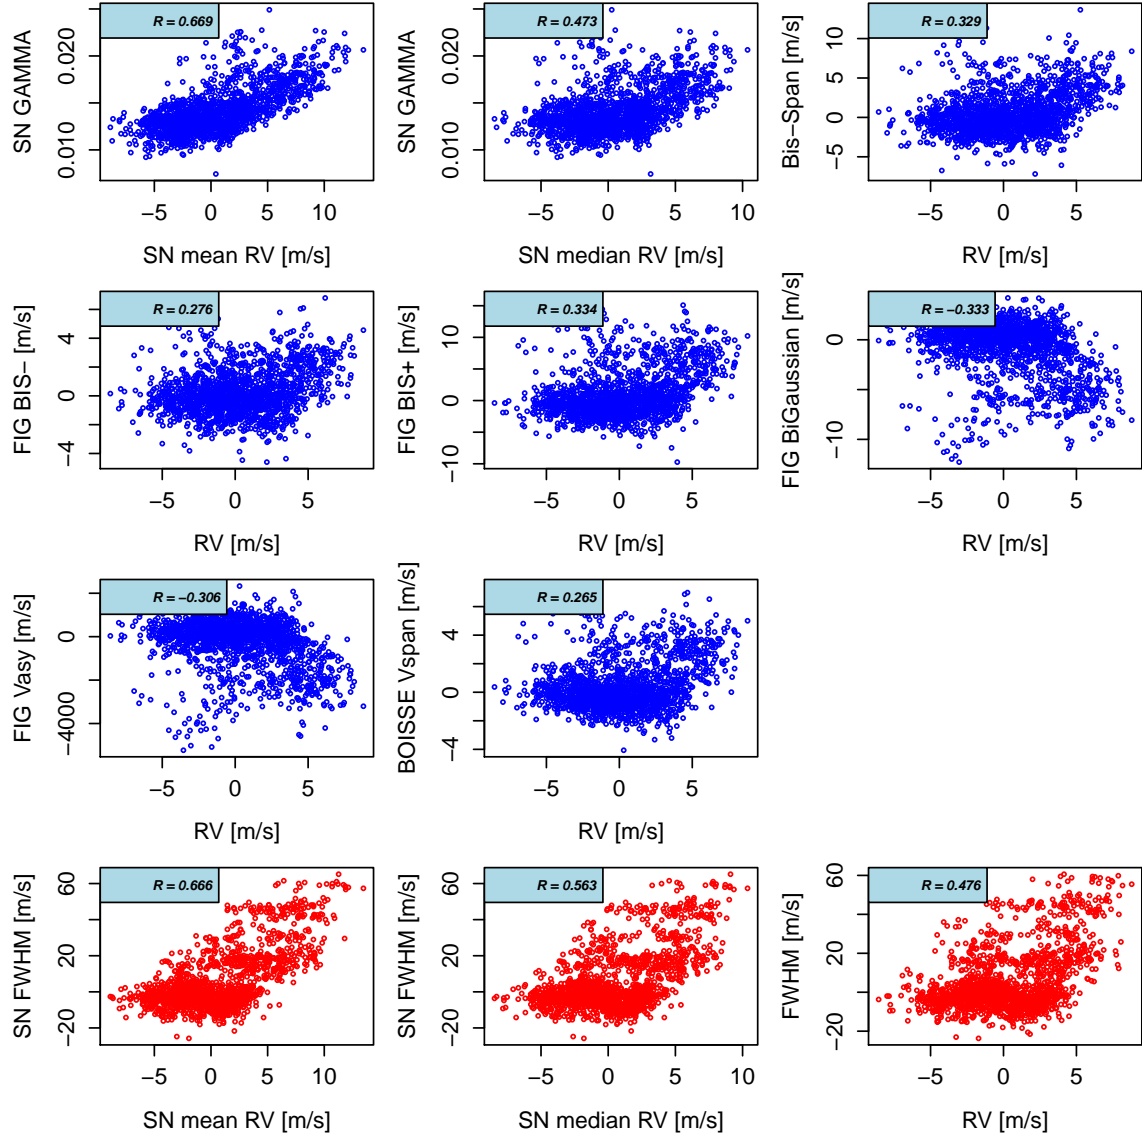 R = 0.669
SN GAMMA
0.010 0.020
−5 0 5 10
SN mean RV [m/s]
R = 0.473
SN GAMMA
0.010 0.020
−5 0 5 10
SN median RV [m/s]
R = 0.329
Bis−Span [m/s]
−5 0 5 10
−5 0 5
RV [m/s]
R = 0.276
FIG BIS− [m/s]
−4 0 4
−5 0 5
RV [m/s]
R = 0.334
FIG BIS+ [m/s]
−10 0 10
−5 0 5
RV [m/s]
R = −0.333
FIG BiGaussian [m/s]
−10 0
−5 0 5
RV [m/s]
R = −0.306
FIG Vasy [m/s]
−4000 0
−5 0 5
RV [m/s]
R = 0.265
BOISSE Vspan [m/s]
−4 0 4
−5 0 5
RV [m/s]
R = 0.666
SN FWHM [m/s]
−20 20 60
−5 0 5 10
SN mean RV [m/s]
R = 0.563
SN FWHM [m/s]
−20 20 60
−5 0 5 10
SN median RV [m/s]
R = 0.476
FWHM [m/s]
−20 20 60
−5 0 5
RV [m/s]